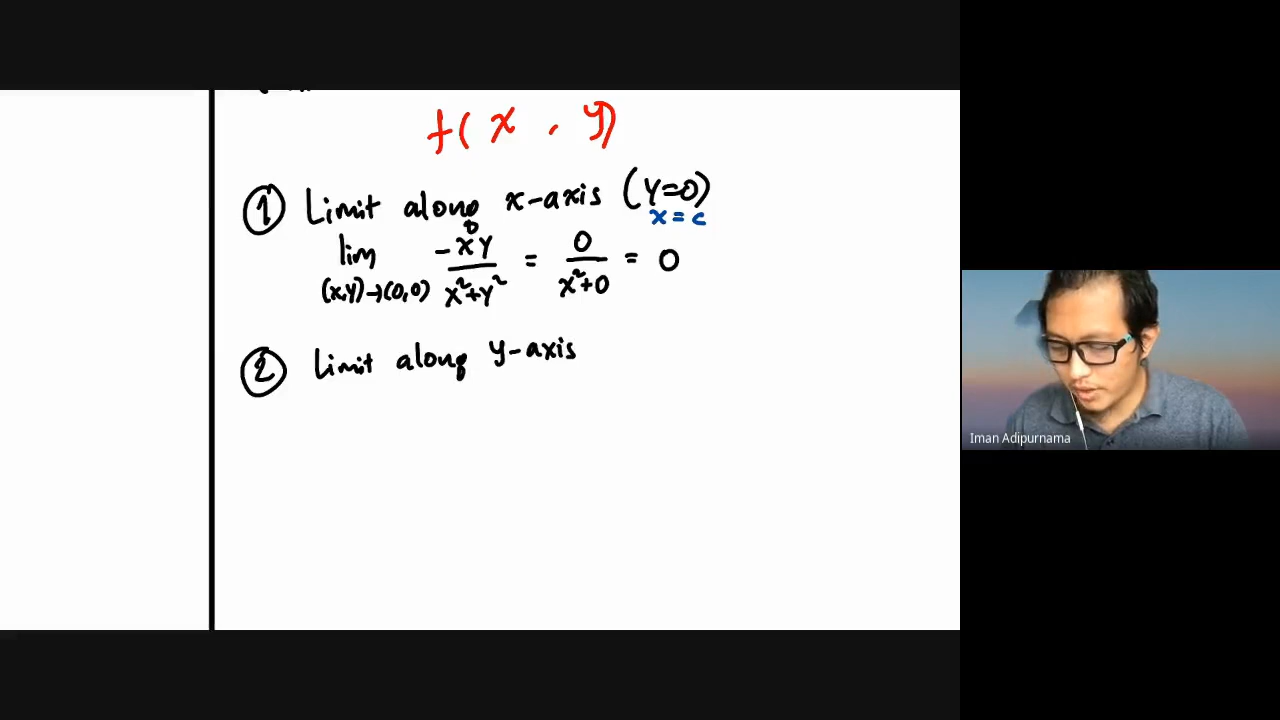 f(x, y)
① Limit along x-axis (y=0)
x = c
lim -xy / x²+y² = 0 / x²+0 = 0
(x,y)→(0,0)
② Limit along y-axis
Iman Adipurnama